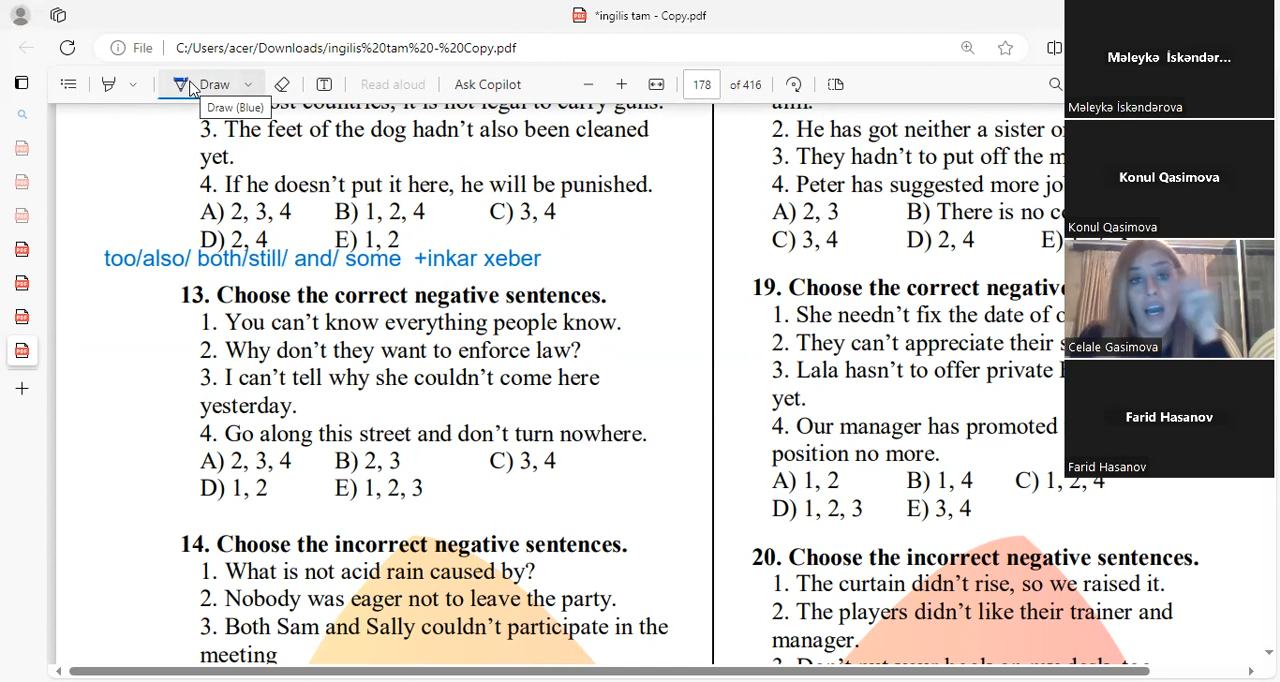 *ingilis tam - Copy.pdf
File C:/Users/acer/Downloads/ingilis%20tam%20-%20Copy.pdf
Draw Read aloud Ask Copilot 178 of 416
Draw (Blue)
countries, it is not legal to carry guns.
3. The feet of the dog hadn't also been cleaned
yet.
4. If he doesn't put it here, he will be punished.
A) 2, 3, 4 B) 1, 2, 4 C) 3, 4
D) 2, 4 E) 1, 2
too/also/ both/still/ and/ some +inkar xeber
13. Choose the correct negative sentences.
1. You can't know everything people know.
2. Why don't they want to enforce law?
3. I can't tell why she couldn't come here
yesterday.
4. Go along this street and don't turn nowhere.
A) 2, 3, 4 B) 2, 3 C) 3, 4
D) 1, 2 E) 1, 2, 3
14. Choose the incorrect negative sentences.
1. What is not acid rain caused by?
2. Nobody was eager not to leave the party.
3. Both Sam and Sally couldn't participate in the
meeting
2. He has got neither a sister
3. They hadn't to put off the
4. Peter has suggested more
A) 2, 3 B) There is no
C) 3, 4 D) 2, 4 E)
19. Choose the correct
1. She needn't fix the date of
2. They can't appreciate their
3. Lala hasn't to offer private
yet.
4. Our manager has promoted
position no more.
A) 1, 2 B) 1, 4 C) 1, 2, 4
D) 1, 2, 3 E) 3, 4
20. Choose the incorrect negative sentences.
1. The curtain didn't rise, so we raised it.
2. The players didn't like their trainer and
manager.
Məleykə İskəndər...
Məleykə İskəndərova
Konul Qasimova
Konul Qasimova
Celale Gasimova
Farid Hasanov
Farid Hasanov